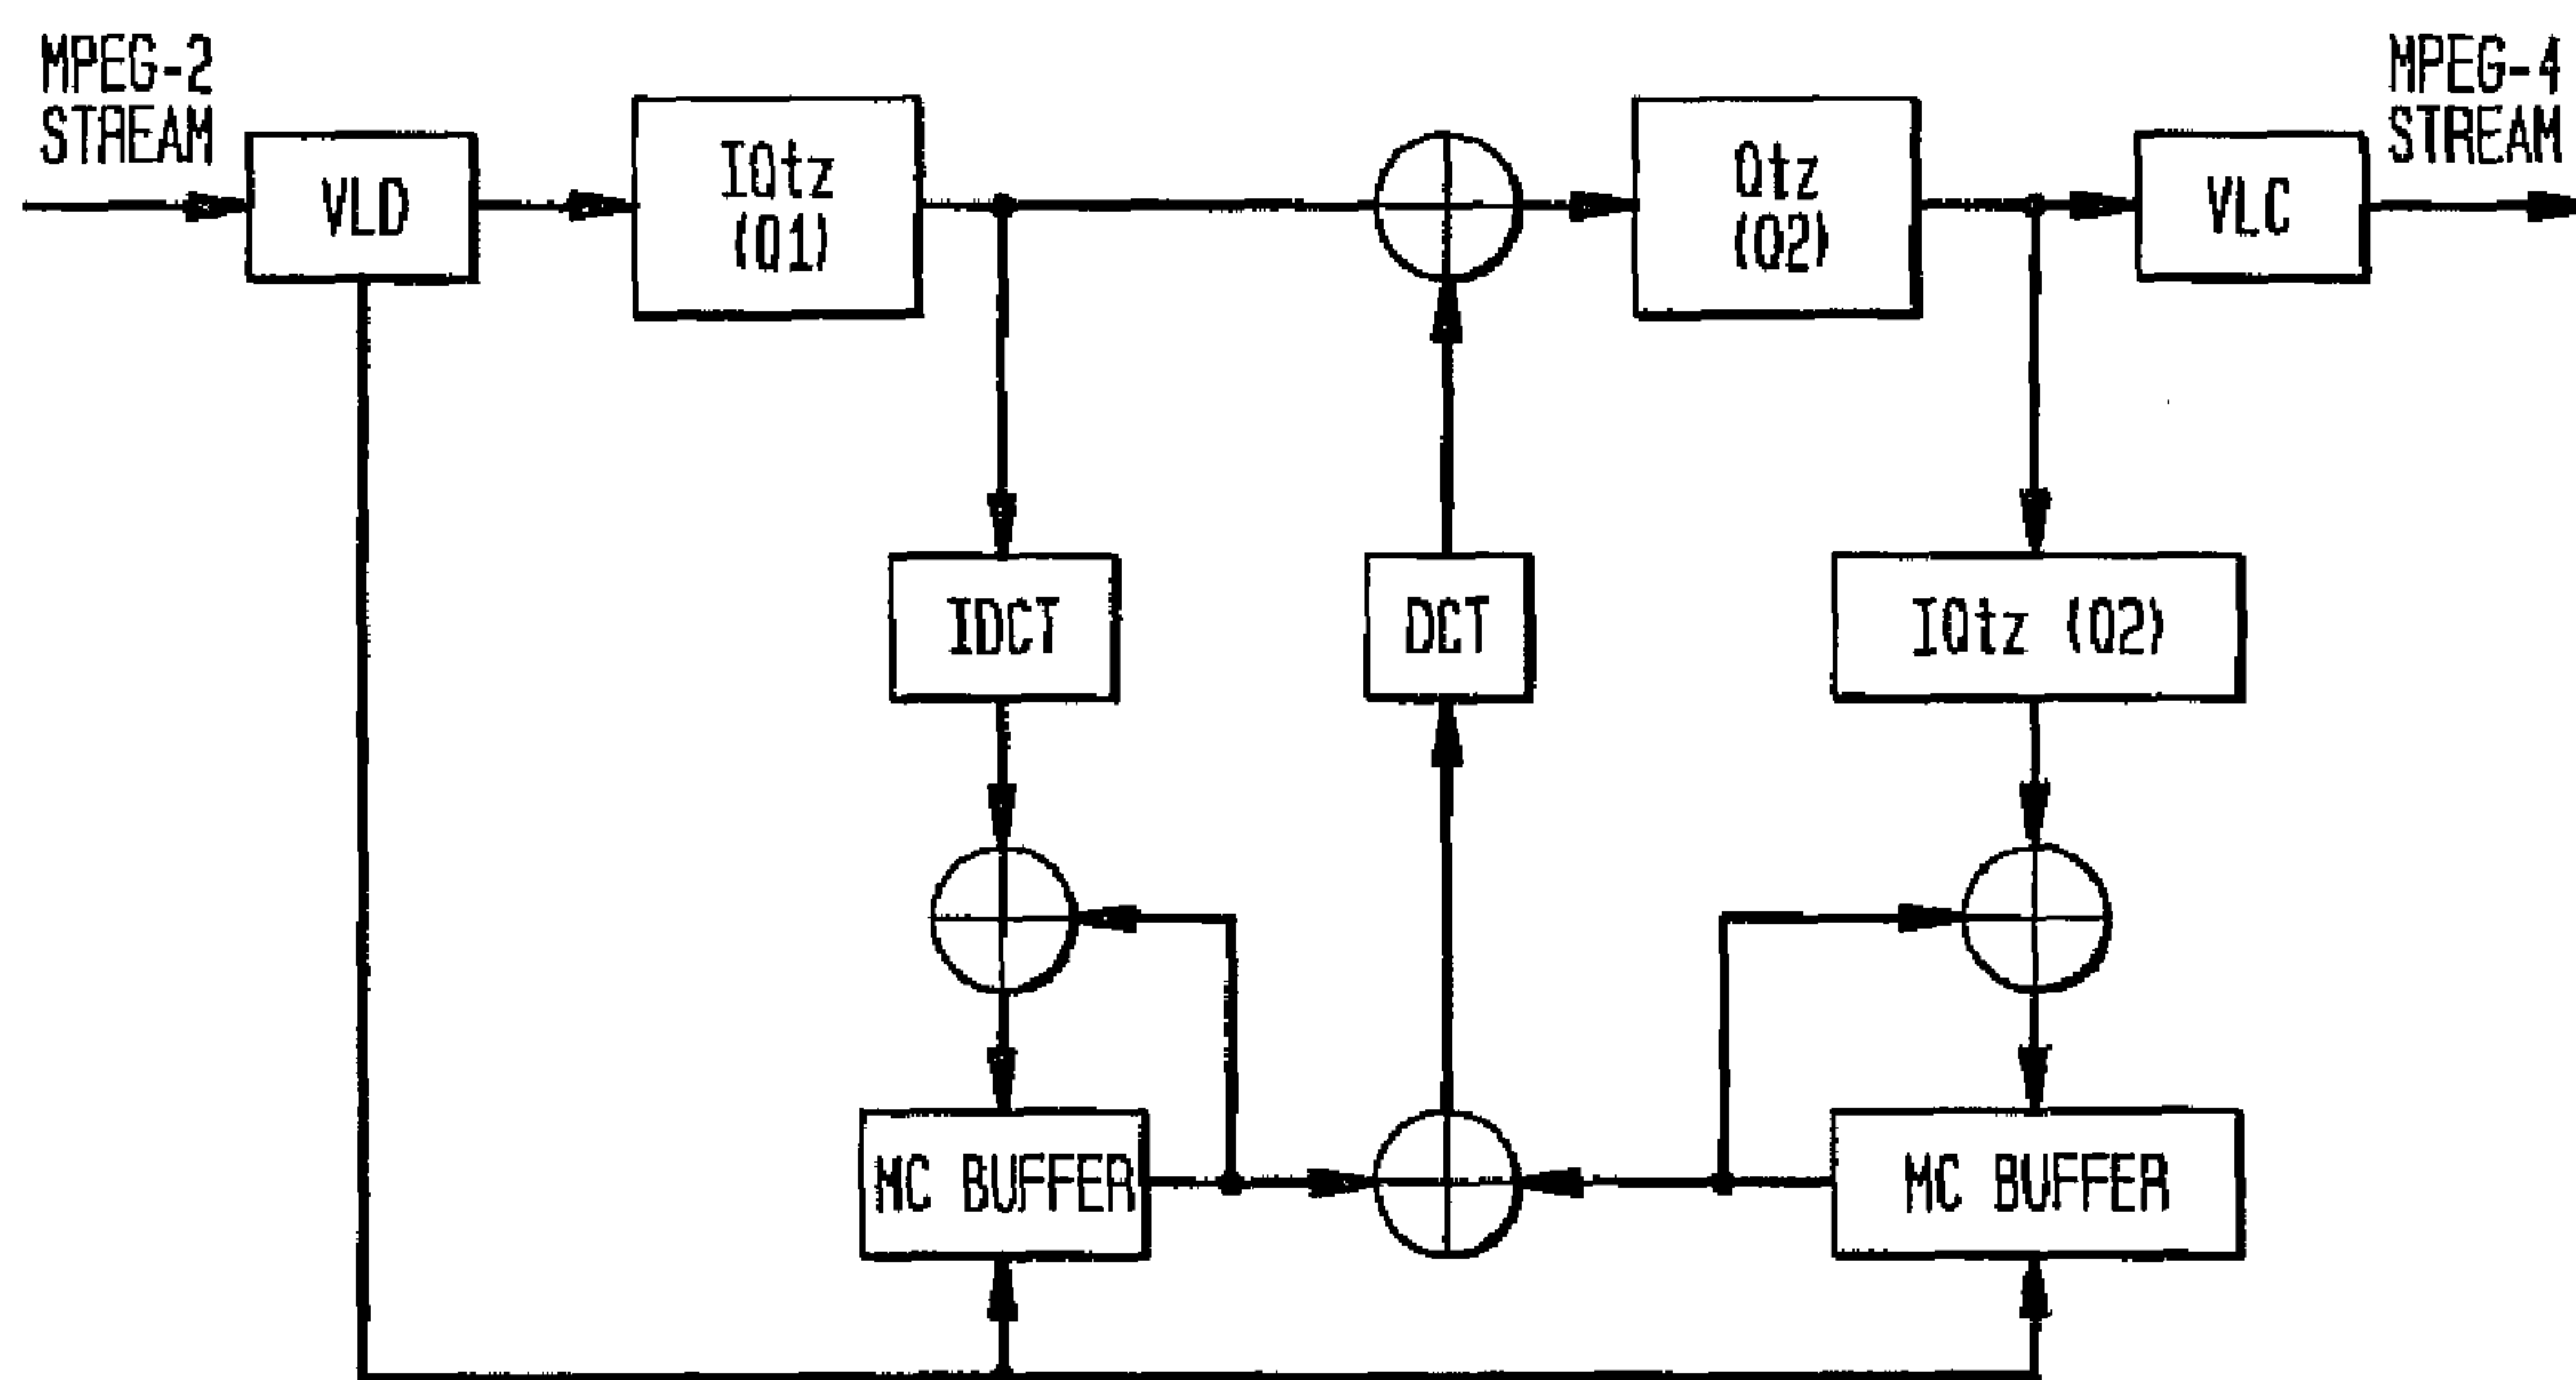 MPEG-2
STREAM
VLD
IQtz
(Q1)
Qtz
(Q2)
VLC
MPEG-4
STREAM
IDCT
DCT
IQtz (Q2)
MC BUFFER
MC BUFFER